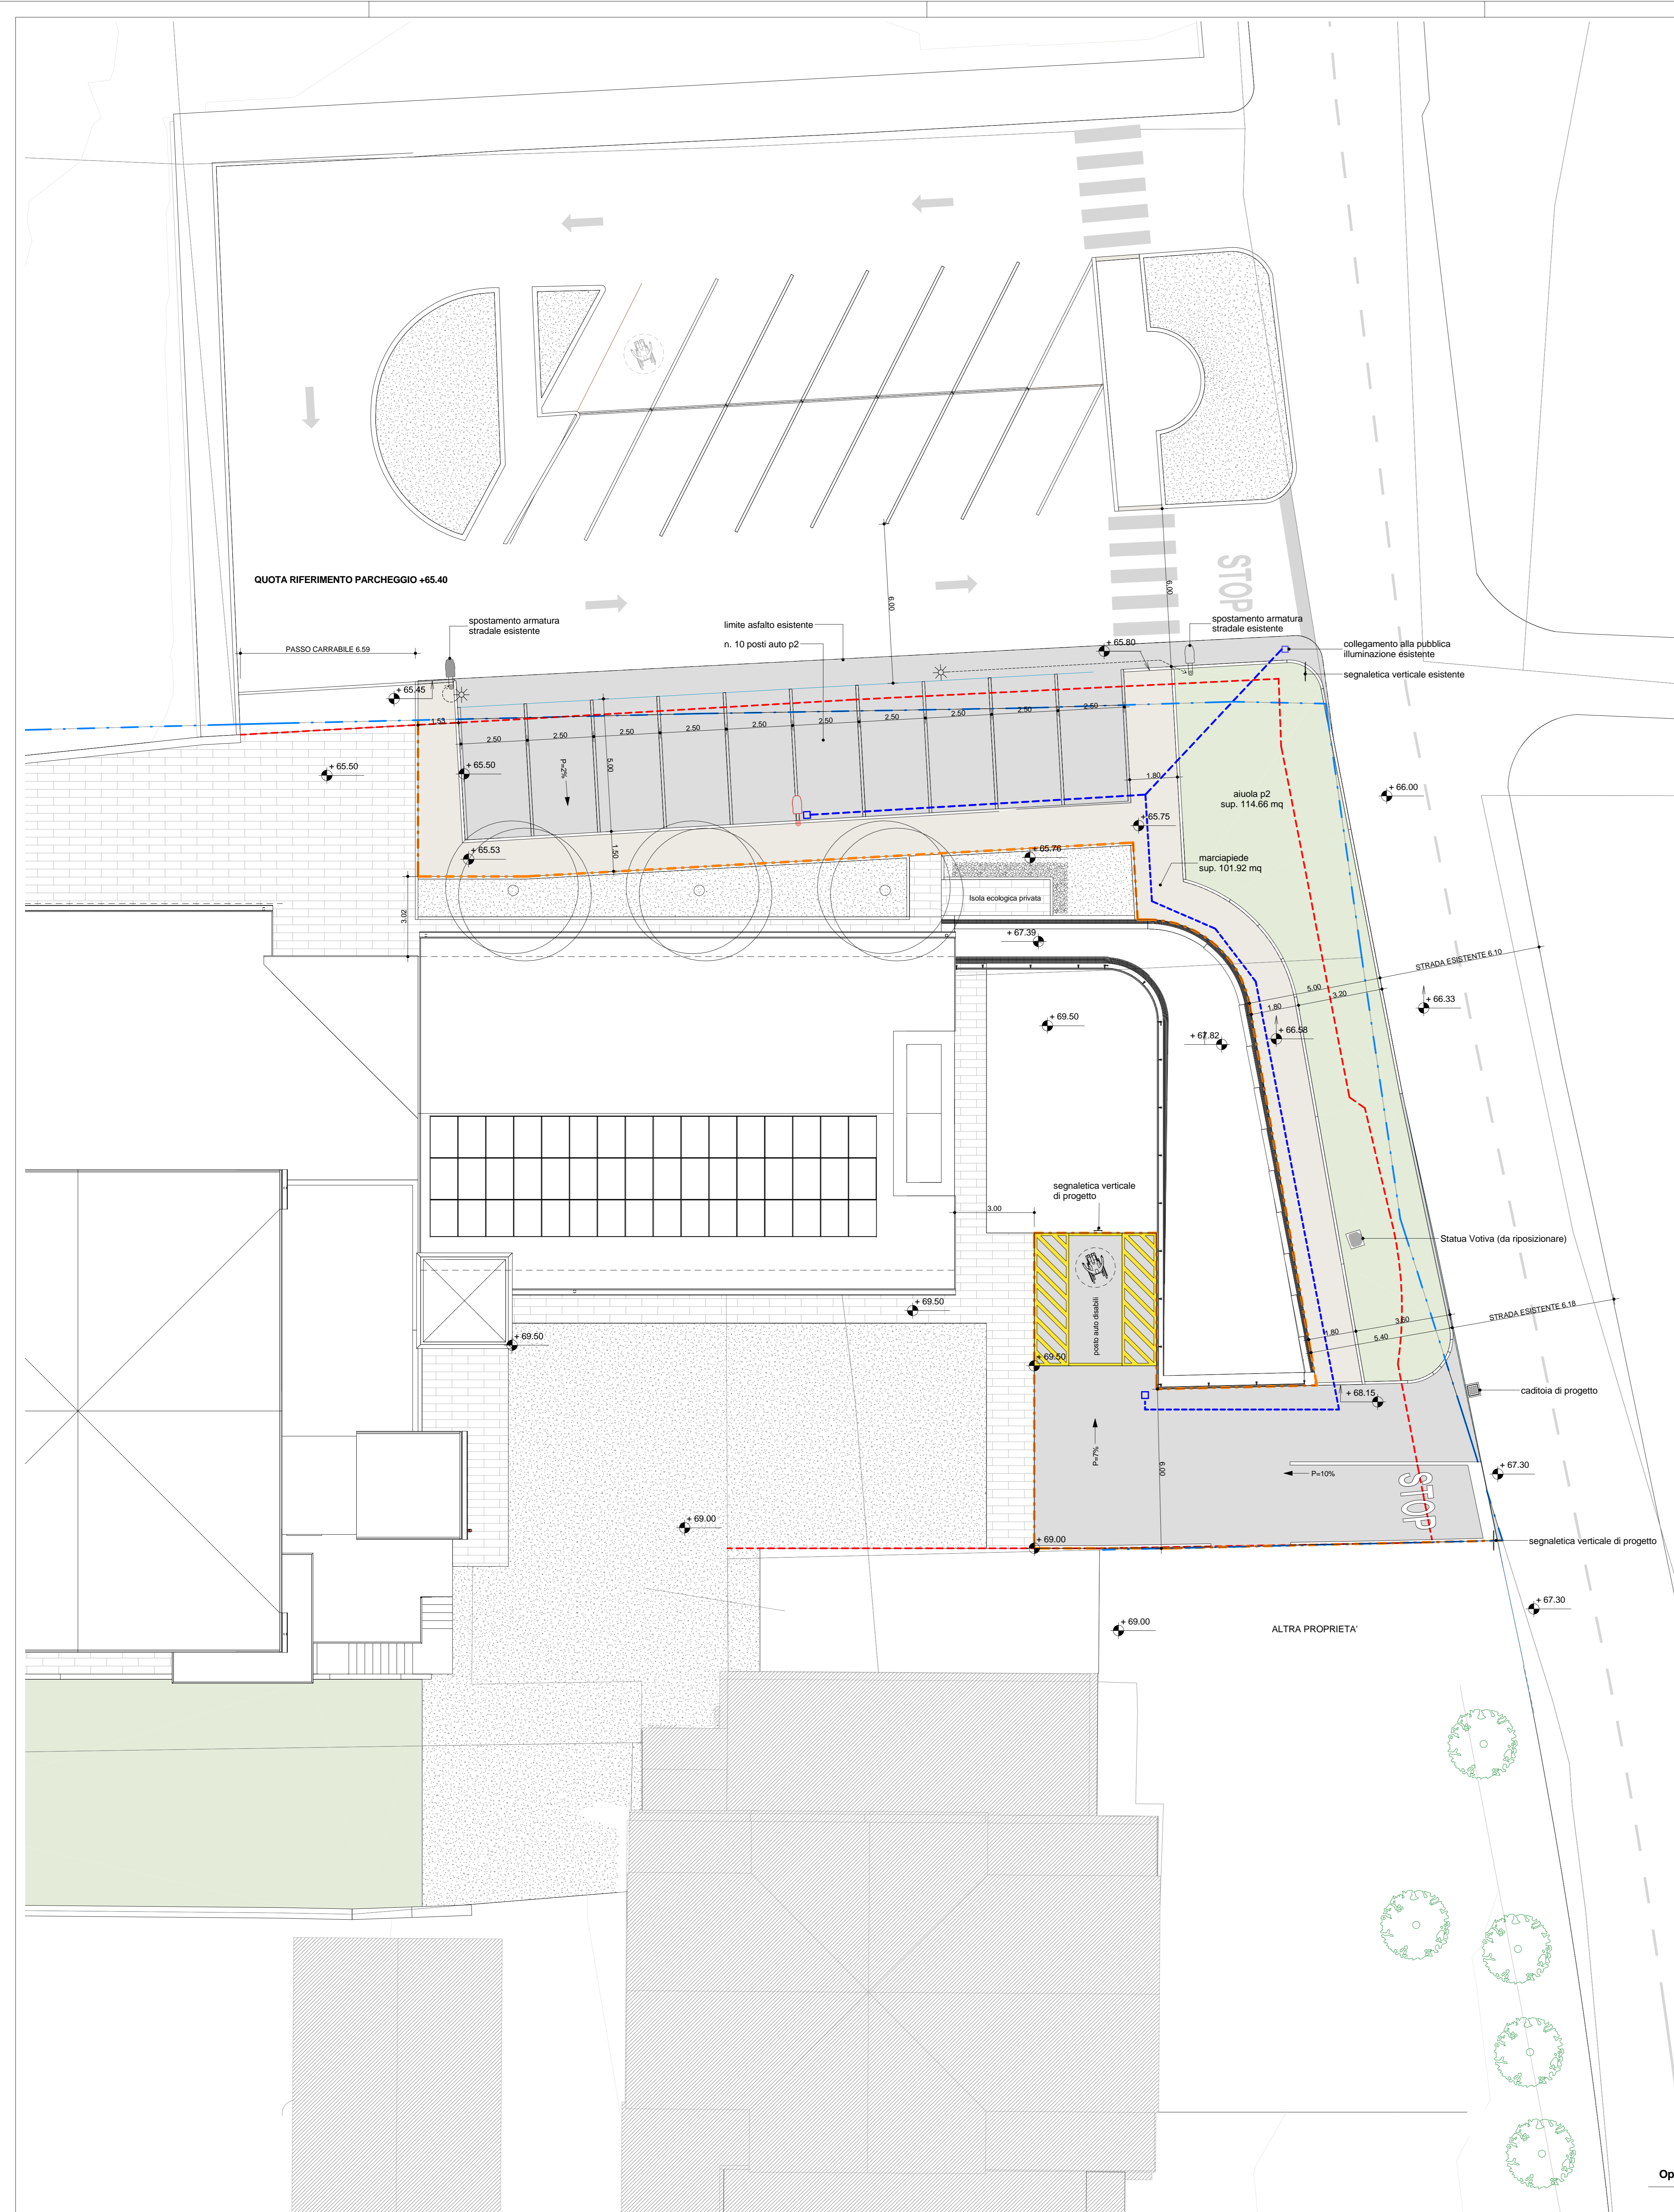 STOP
QUOTA RIFERIMENTO PARCHEGGIO +65.40
6.00
6.00
spostamento armatura
stradale esistente
limite asfalto esistente
n. 10 posti auto p2
spostamento armatura
stradale esistente
+ 65.80
collegamento alla pubblica
illuminazione esistente
segnaletica verticale esistente
PASSO CARRABILE 6.59
+ 65.45
1.53
2.50
2.50
2.50
2.50
2.50
2.50
2.50
2.50
2.50
2.50
+ 65.50
+ 65.50
P=2%
5.00
1.80
aiuola p2
sup. 114.66 mq
+ 66.00
+ 65.75
+ 65.53
1.50
+ 65.76
marciapiede
sup. 101.92 mq
Isola ecologica privata
3.02
+ 67.39
STRADA ESISTENTE 6.10
5.00
3.20
1.80
+ 66.33
+ 69.50
+ 67.82
+ 66.58
segnaletica verticale
di progetto
3.00
Statua Votiva (da riposizionare)
posto auto disabili
+ 69.50
+ 69.50
STRADA ESISTENTE 6.18
3.60
1.80
5.40
+ 69.50
+ 68.15
caditoia di progetto
P=7%
6.00
P=10%
STOP
+ 67.30
+ 69.00
+ 69.00
segnaletica verticale di progetto
+ 67.30
+ 69.00
ALTRA PROPRIETA'
Op